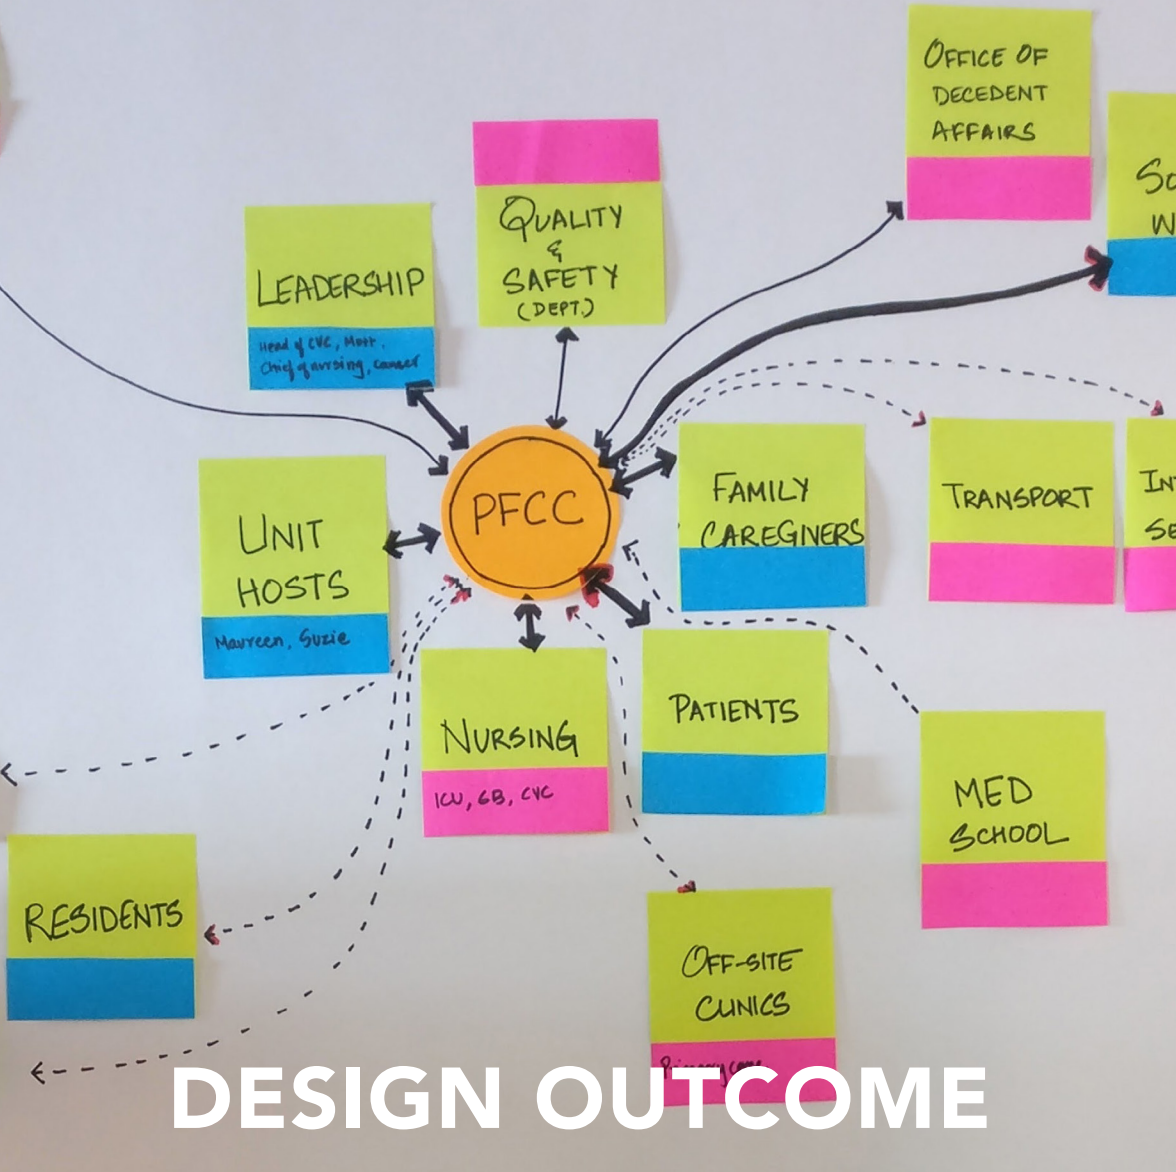 OFFICE OF
DECEDENT
AFFAIRS
QUALITY
&
SAFETY
(DEPT.)
LEADERSHIP
Head of CVC, Mott,
Chief of nursing, cancer
PFCC
FAMILY
CAREGIVERS
TRANSPORT
UNIT
HOSTS
Maureen, Suzie
NURSING
ICU, 6B, CVC
PATIENTS
MED
SCHOOL
RESIDENTS
OFF-SITE
CLINICS
DESIGN OUTCOME